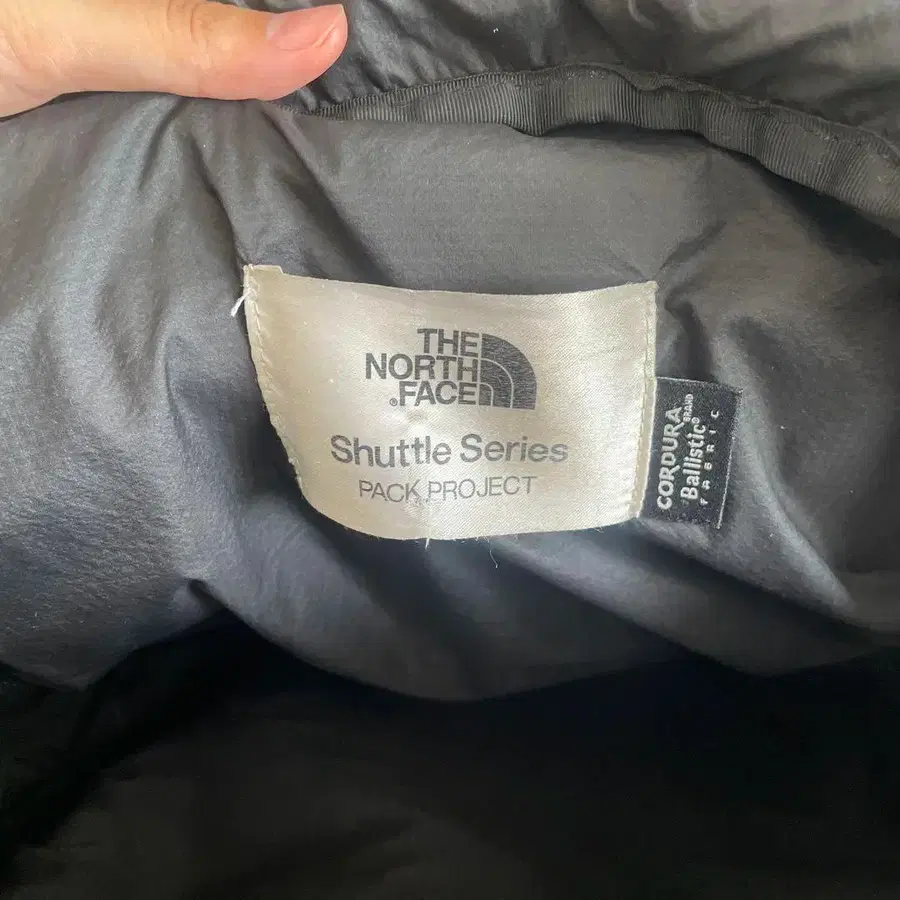 THE
NORTH
FACE
Shuttle Series
PACK PROJECT
CORDURA
BRAND
Ballistic®
FABRIC